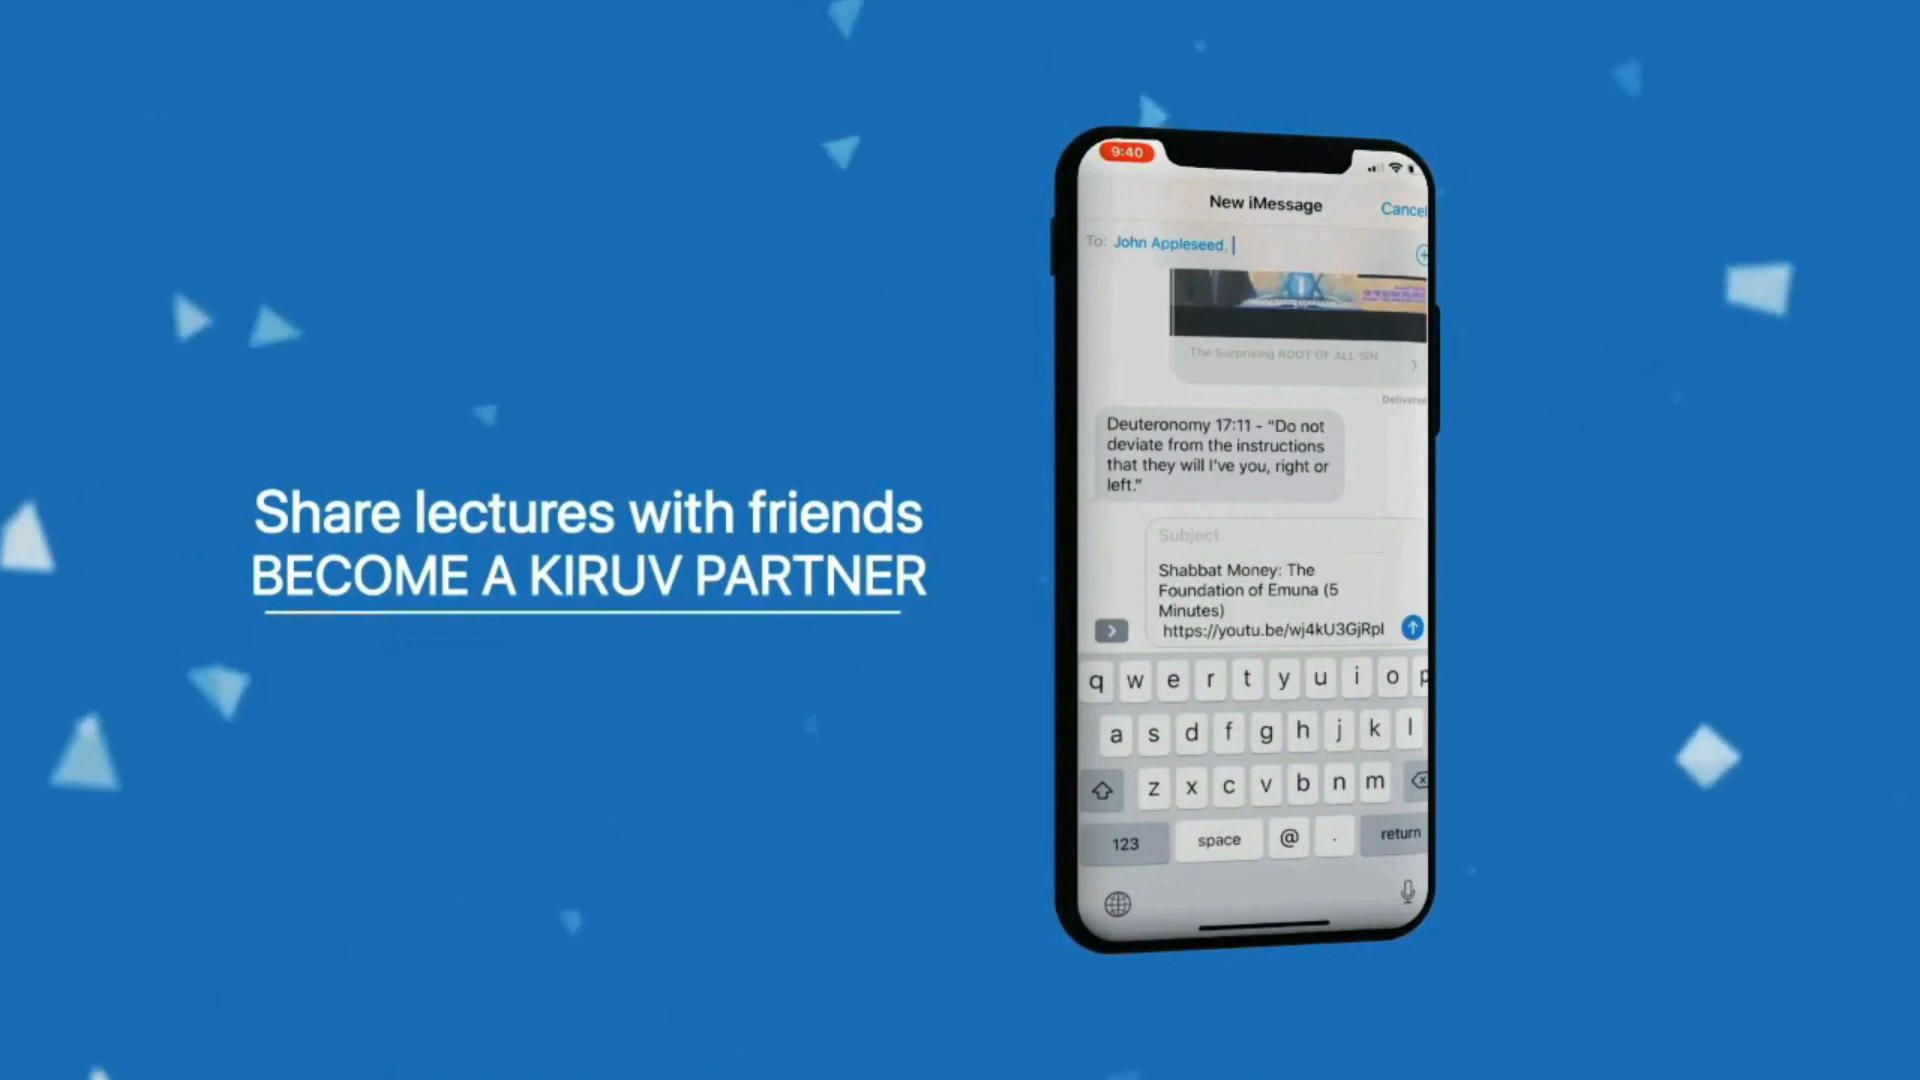 Share lectures with friends
BECOME A KIRUV PARTNER
9:40
New iMessage
Cancel
To: John Appleseed,
The Surprising ROOT OF ALL SIN
Delivered
Deuteronomy 17:11 - “Do not
deviate from the instructions
that they will I’ve you, right or
left.”
Subject
Shabbat Money: The
Foundation of Emuna (5
Minutes)
https://youtu.be/wj4kU3GjRpI
q w e r t y u i o p
a s d f g h j k l
z x c v b n m
123 space @ . return